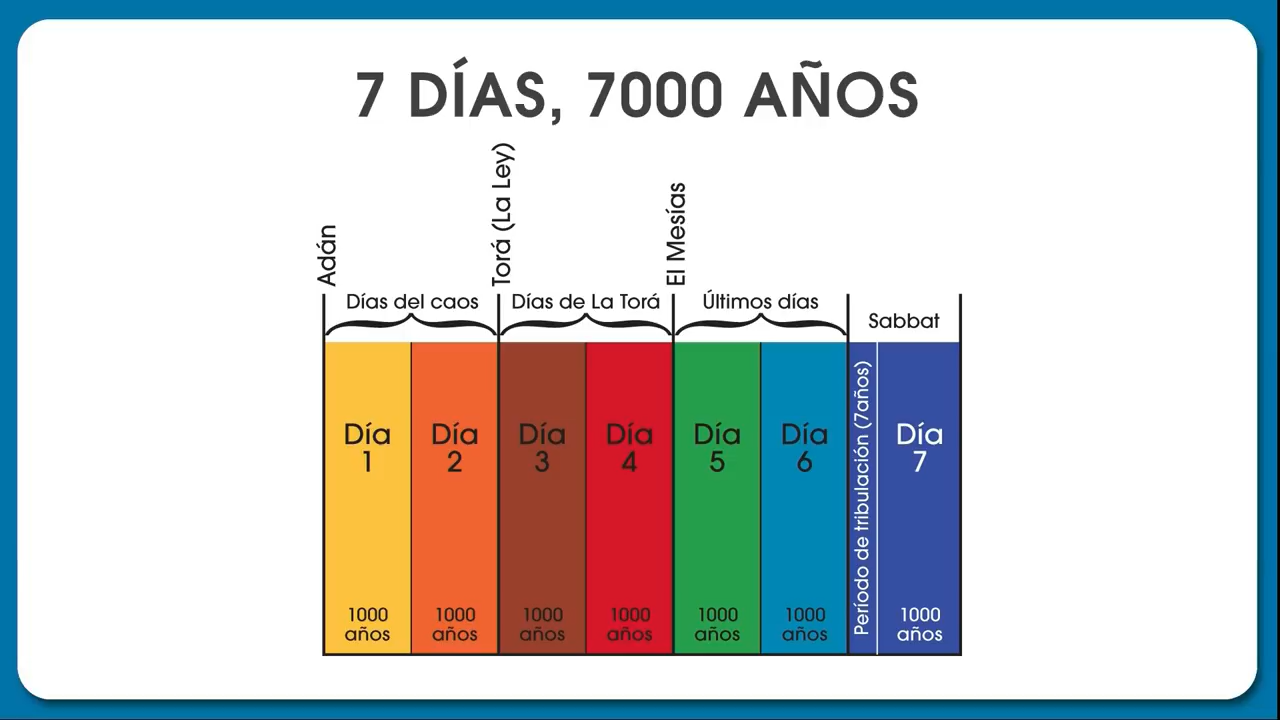 7 DÍAS, 7000 AÑOS
Adán
Torá (La Ley)
El Mesías
Días del caos
Días de La Torá
Últimos días
Sabbat
Día
1
1000
años
Día
2
1000
años
Día
3
1000
años
Día
4
1000
años
Día
5
1000
años
Día
6
1000
años
Período de tribulación (7años)
Día
7
1000
años